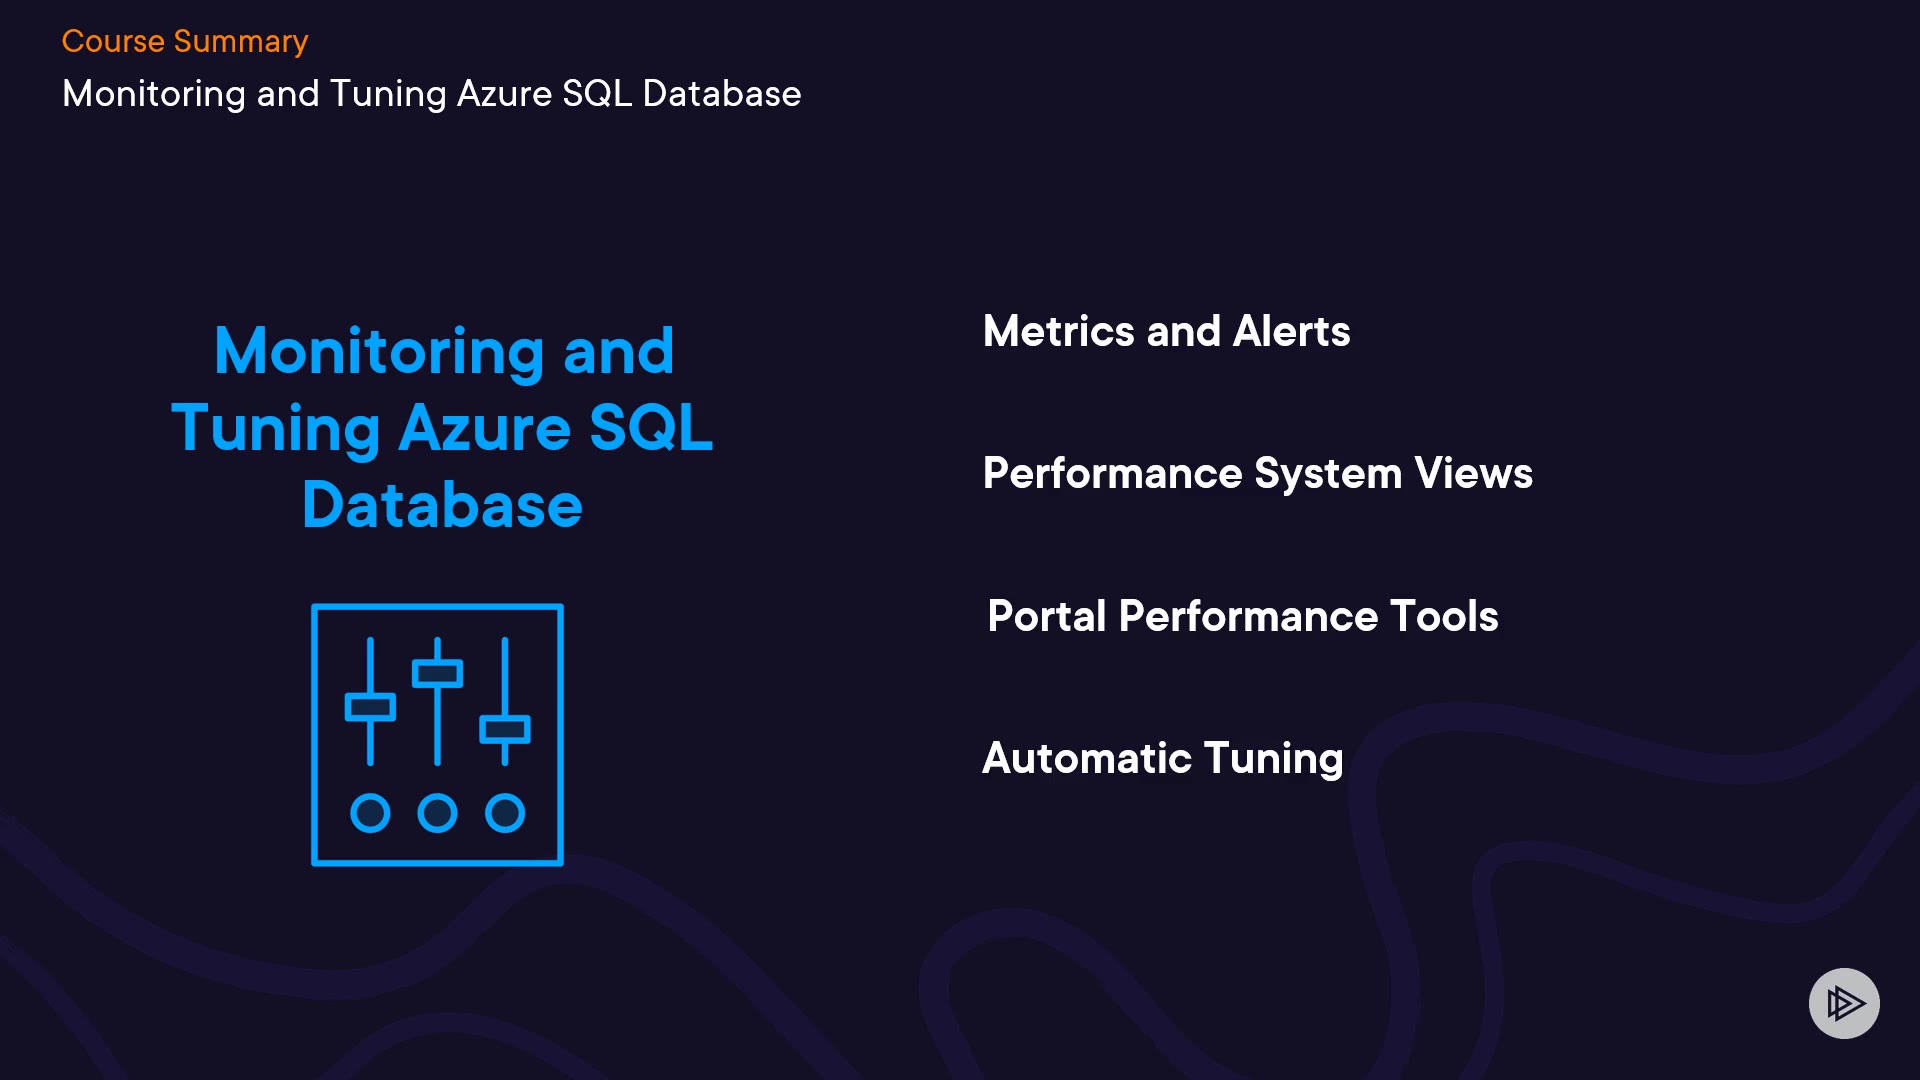 Course Summary
Monitoring and Tuning Azure SQL Database
Monitoring and
Tuning Azure SQL
Database
Metrics and Alerts
Performance System Views
Portal Performance Tools
Automatic Tuning